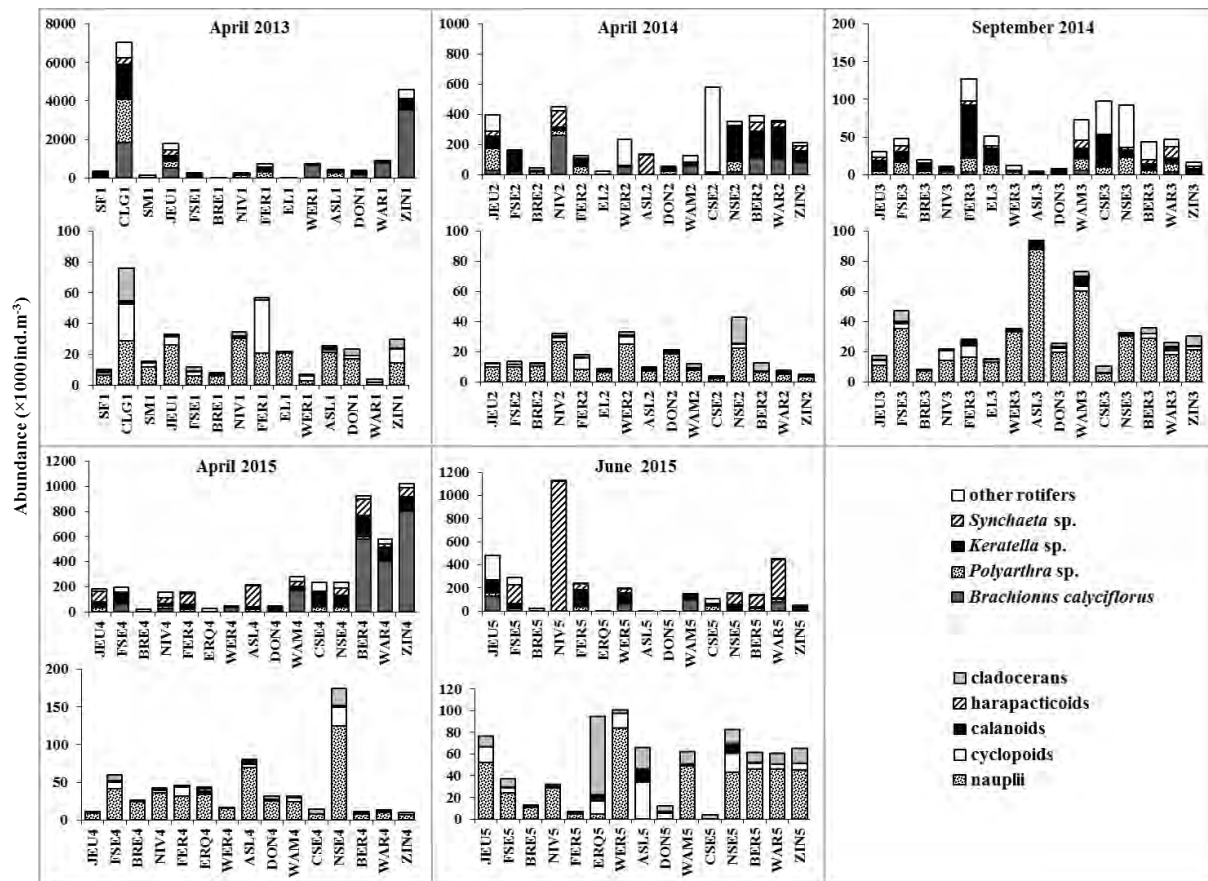 Abundance (×1000 ind.m⁻³)
April 2013
8000
6000
4000
2000
0
SF1 CLG1 SM1 JEU1 FSE1 BRE1 NIV1 FER1 EL1 WER1 ASL1 DON1 WAR1 ZIN1
100
80
60
40
20
0
SF1 CLG1 SM1 JEU1 FSE1 BRE1 NIV1 FER1 EL1 WER1 ASL1 DON1 WAR1 ZIN1
April 2014
1000
800
600
400
200
0
JEU2 FSE2 BRE2 NIV2 FER2 EL2 WER2 ASL2 DON2 WAM2 CSE2 NSE2 BER2 WAR2 ZIN2
100
80
60
40
20
0
JEU2 FSE2 BRE2 NIV2 FER2 EL2 WER2 ASL2 DON2 WAM2 CSE2 NSE2 BER2 WAR2 ZIN2
September 2014
200
150
100
50
0
JEU3 FSE3 BRE3 NIV3 FER3 EL3 WER3 ASL3 DON3 WAM3 CSE3 NSE3 BER3 WAR3 ZIN3
100
80
60
40
20
0
JEU3 FSE3 BRE3 NIV3 FER3 EL3 WER3 ASL3 DON3 WAM3 CSE3 NSE3 BER3 WAR3 ZIN3
April 2015
1200
1000
800
600
400
200
0
JEU4 FSE4 BRE4 NIV4 FER4 ERQ4 WER4 ASL4 DON4 WAM4 CSE4 NSE4 BER4 WAR4 ZIN4
200
150
100
50
0
JEU4 FSE4 BRE4 NIV4 FER4 ERQ4 WER4 ASL4 DON4 WAM4 CSE4 NSE4 BER4 WAR4 ZIN4
June 2015
1200
1000
800
600
400
200
0
JEU5 FSE5 BRE5 NIV5 FER5 ERQ5 WER5 ASL5 DON5 WAM5 CSE5 NSE5 BER5 WAR5 ZIN5
120
100
80
60
40
20
0
JEU5 FSE5 BRE5 NIV5 FER5 ERQ5 WER5 ASL5 DON5 WAM5 CSE5 NSE5 BER5 WAR5 ZIN5
other rotifers
Synchaeta sp.
Keratella sp.
Polyarthra sp.
Brachionus calyciflorus
cladocerans
harapacticoids
calanoids
cyclopoids
nauplii